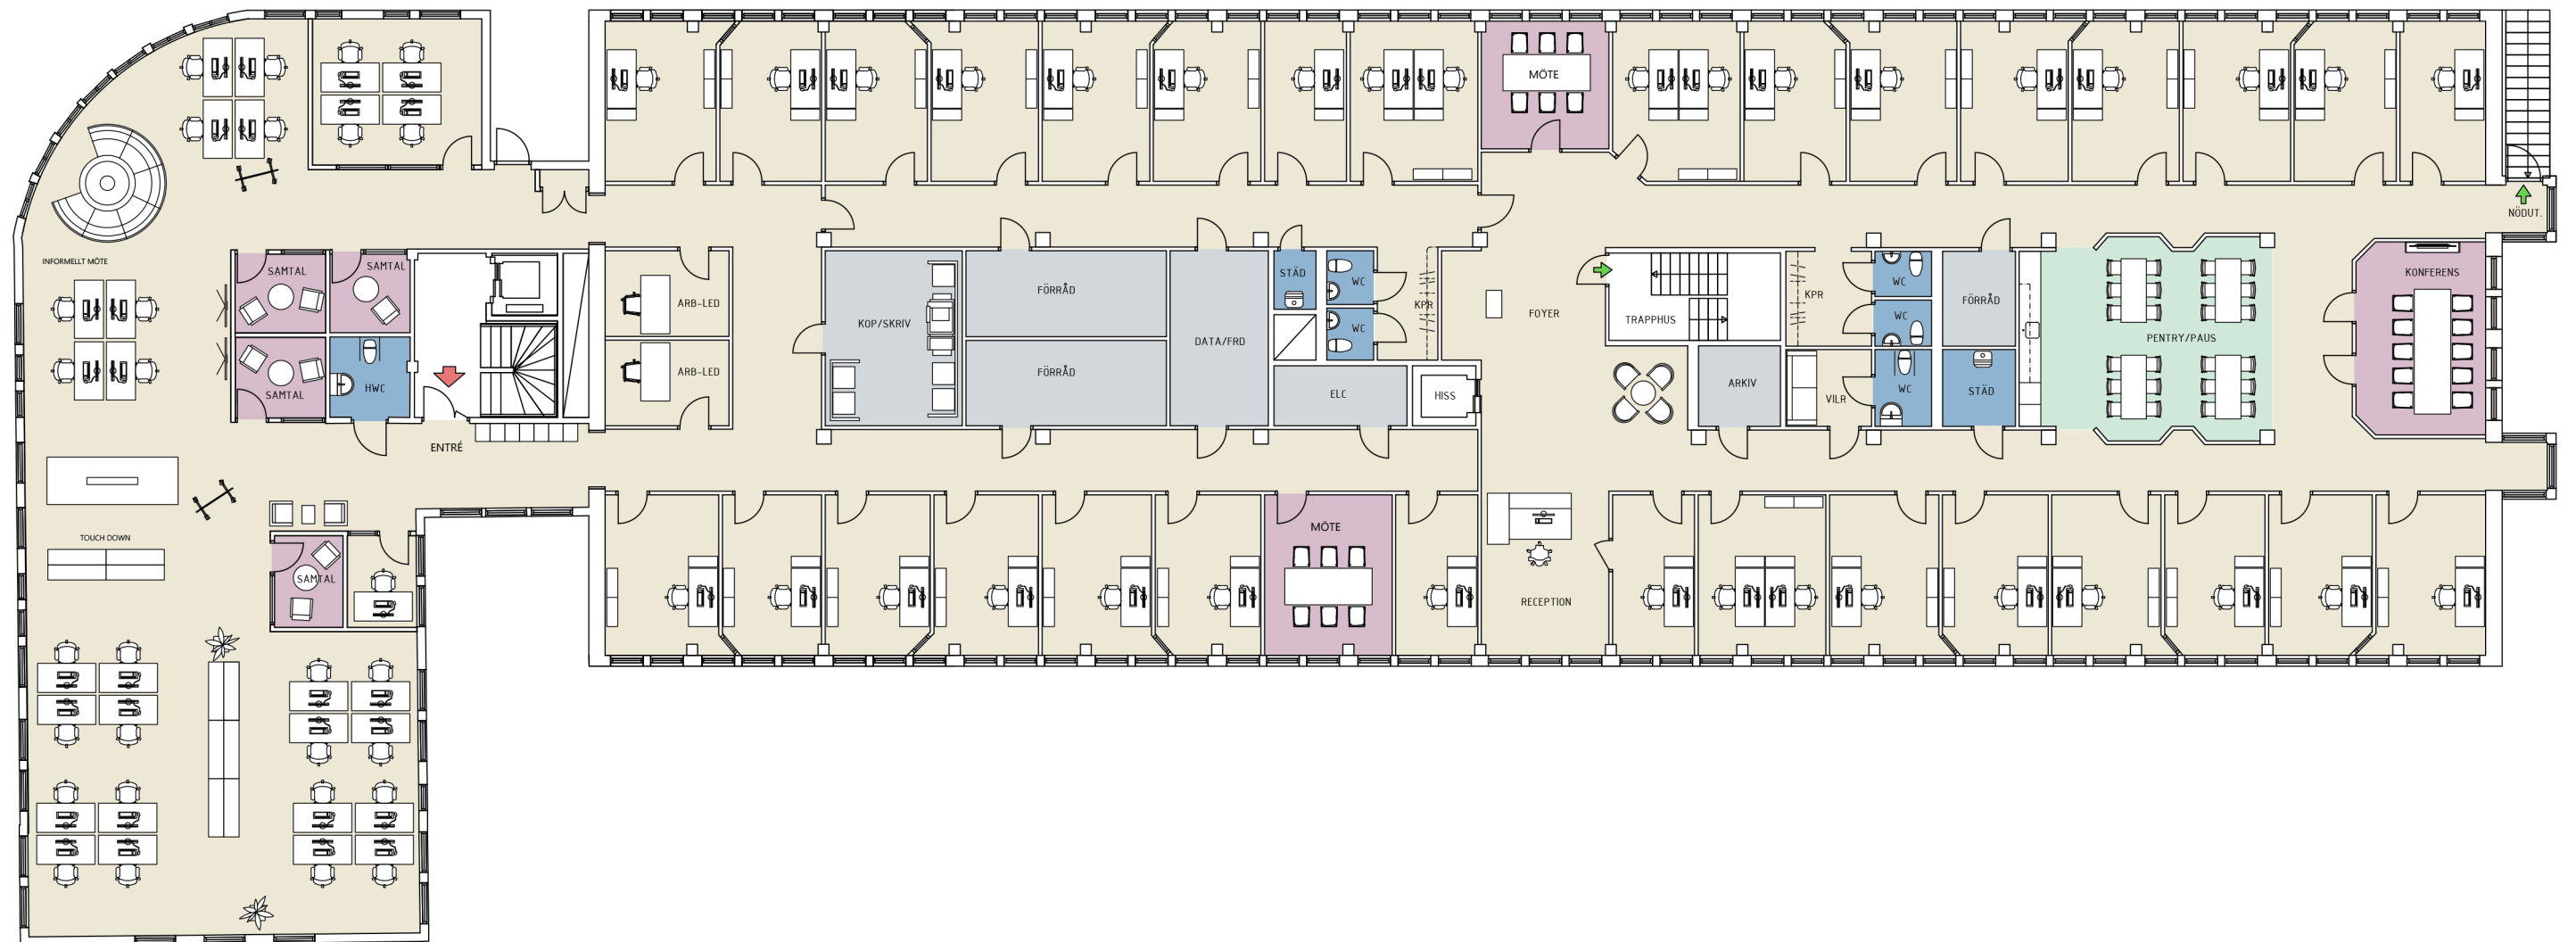 MÖTE
NÖDUT.
INFORMELLT MÖTE
SAMTAL
SAMTAL
SAMTAL
HWC
ENTRÉ
ARB-LED
ARB-LED
KOP/SKRIV
FÖRRÅD
FÖRRÅD
DATA/FRD
STÄD
WC
WC
KPR
ELC
HISS
FOYER
TRAPPHUS
KPR
ARKIV
VILR
WC
WC
WC
FÖRRÅD
STÄD
PENTRY/PAUS
KONFERENS
TOUCH DOWN
SAMTAL
MÖTE
RECEPTION